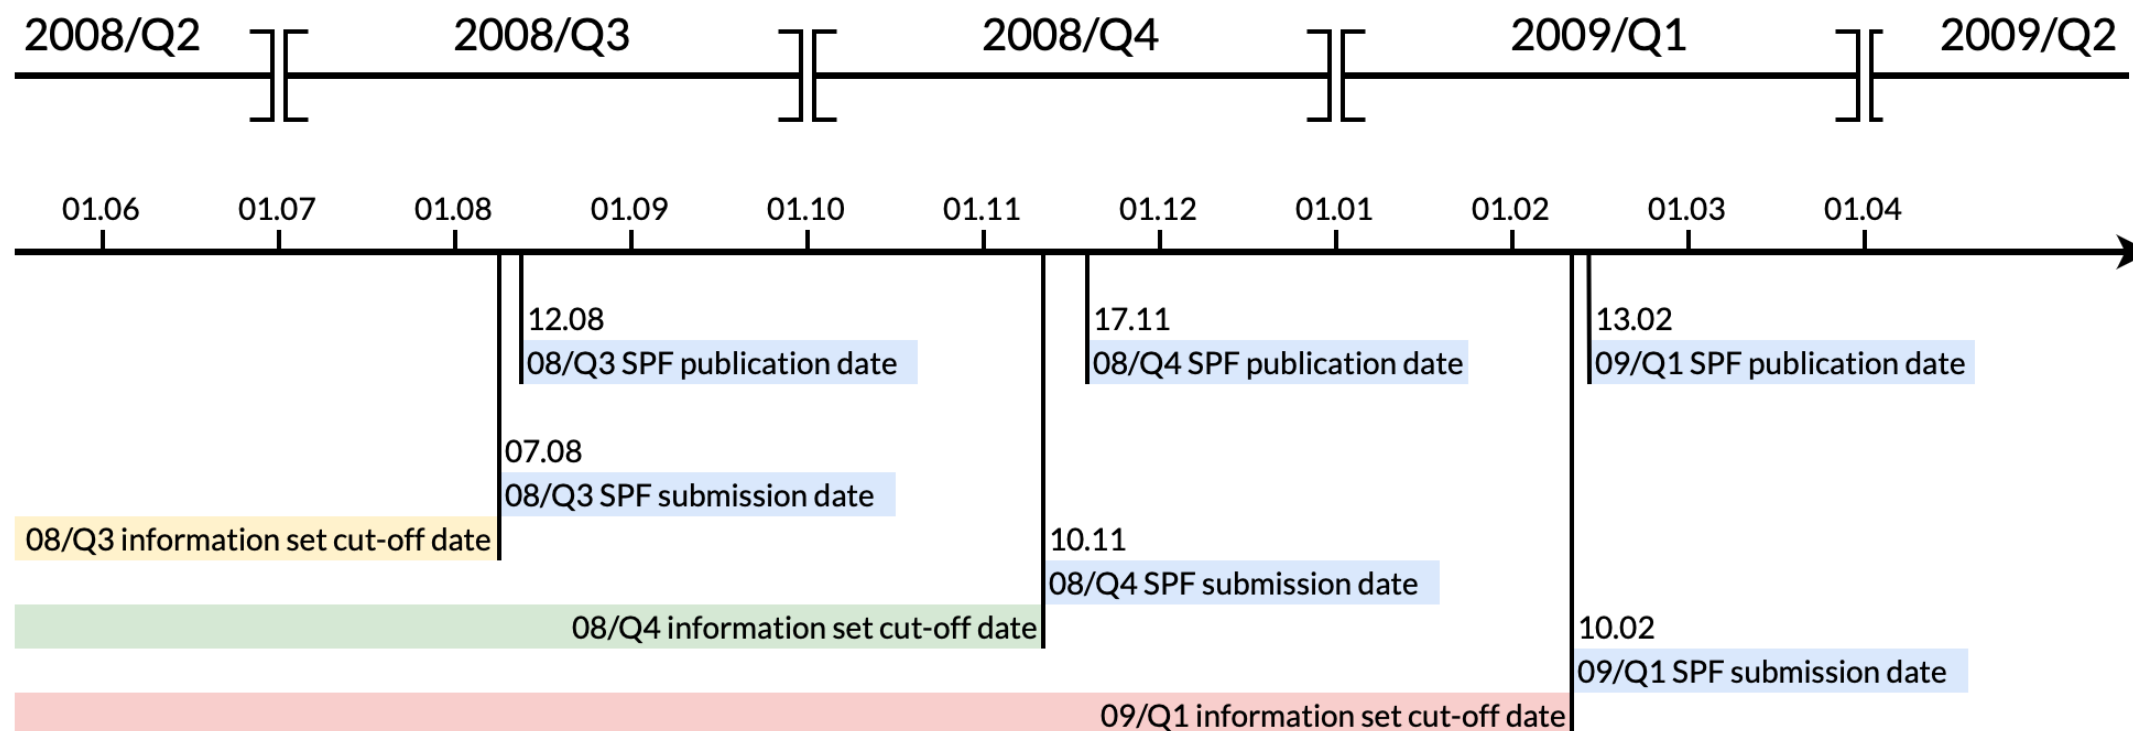 2008/Q2 2008/Q3 2008/Q4 2009/Q1 2009/Q2
01.06 01.07 01.08 01.09 01.10 01.11 01.12 01.01 01.02 01.03 01.04
12.08 17.11 13.02
08/Q3 SPF publication date 08/Q4 SPF publication date 09/Q1 SPF publication date
07.08
08/Q3 SPF submission date
08/Q3 information set cut-off date 10.11
08/Q4 SPF submission date
08/Q4 information set cut-off date 10.02
09/Q1 SPF submission date
09/Q1 information set cut-off date